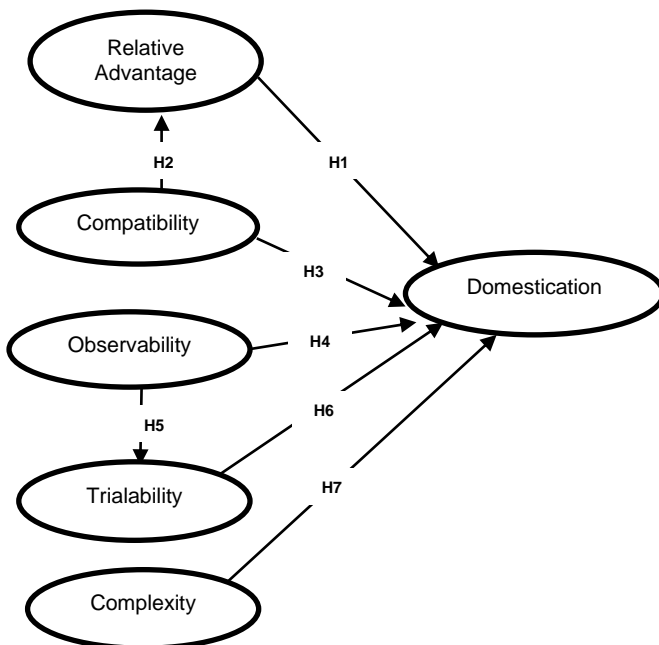 Relative
Advantage
H2
H1
Compatibility
H3
Domestication
Observability
H4
H5
H6
Trialability
H7
Complexity